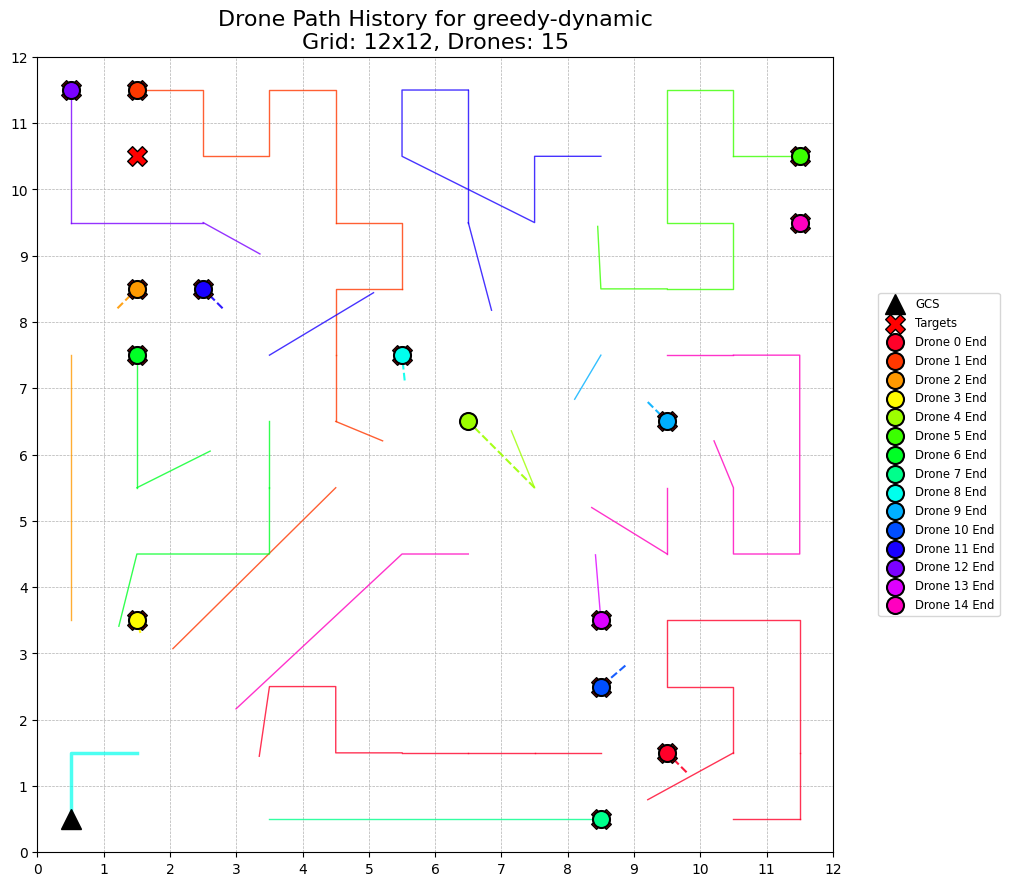 Drone Path History for greedy-dynamic
Grid: 12x12, Drones: 15
12
11
10
9
8
7
6
5
4
3
2
1
0
0 1 2 3 4 5 6 7 8 9 10 11 12
GCS
Targets
Drone 0 End
Drone 1 End
Drone 2 End
Drone 3 End
Drone 4 End
Drone 5 End
Drone 6 End
Drone 7 End
Drone 8 End
Drone 9 End
Drone 10 End
Drone 11 End
Drone 12 End
Drone 13 End
Drone 14 End